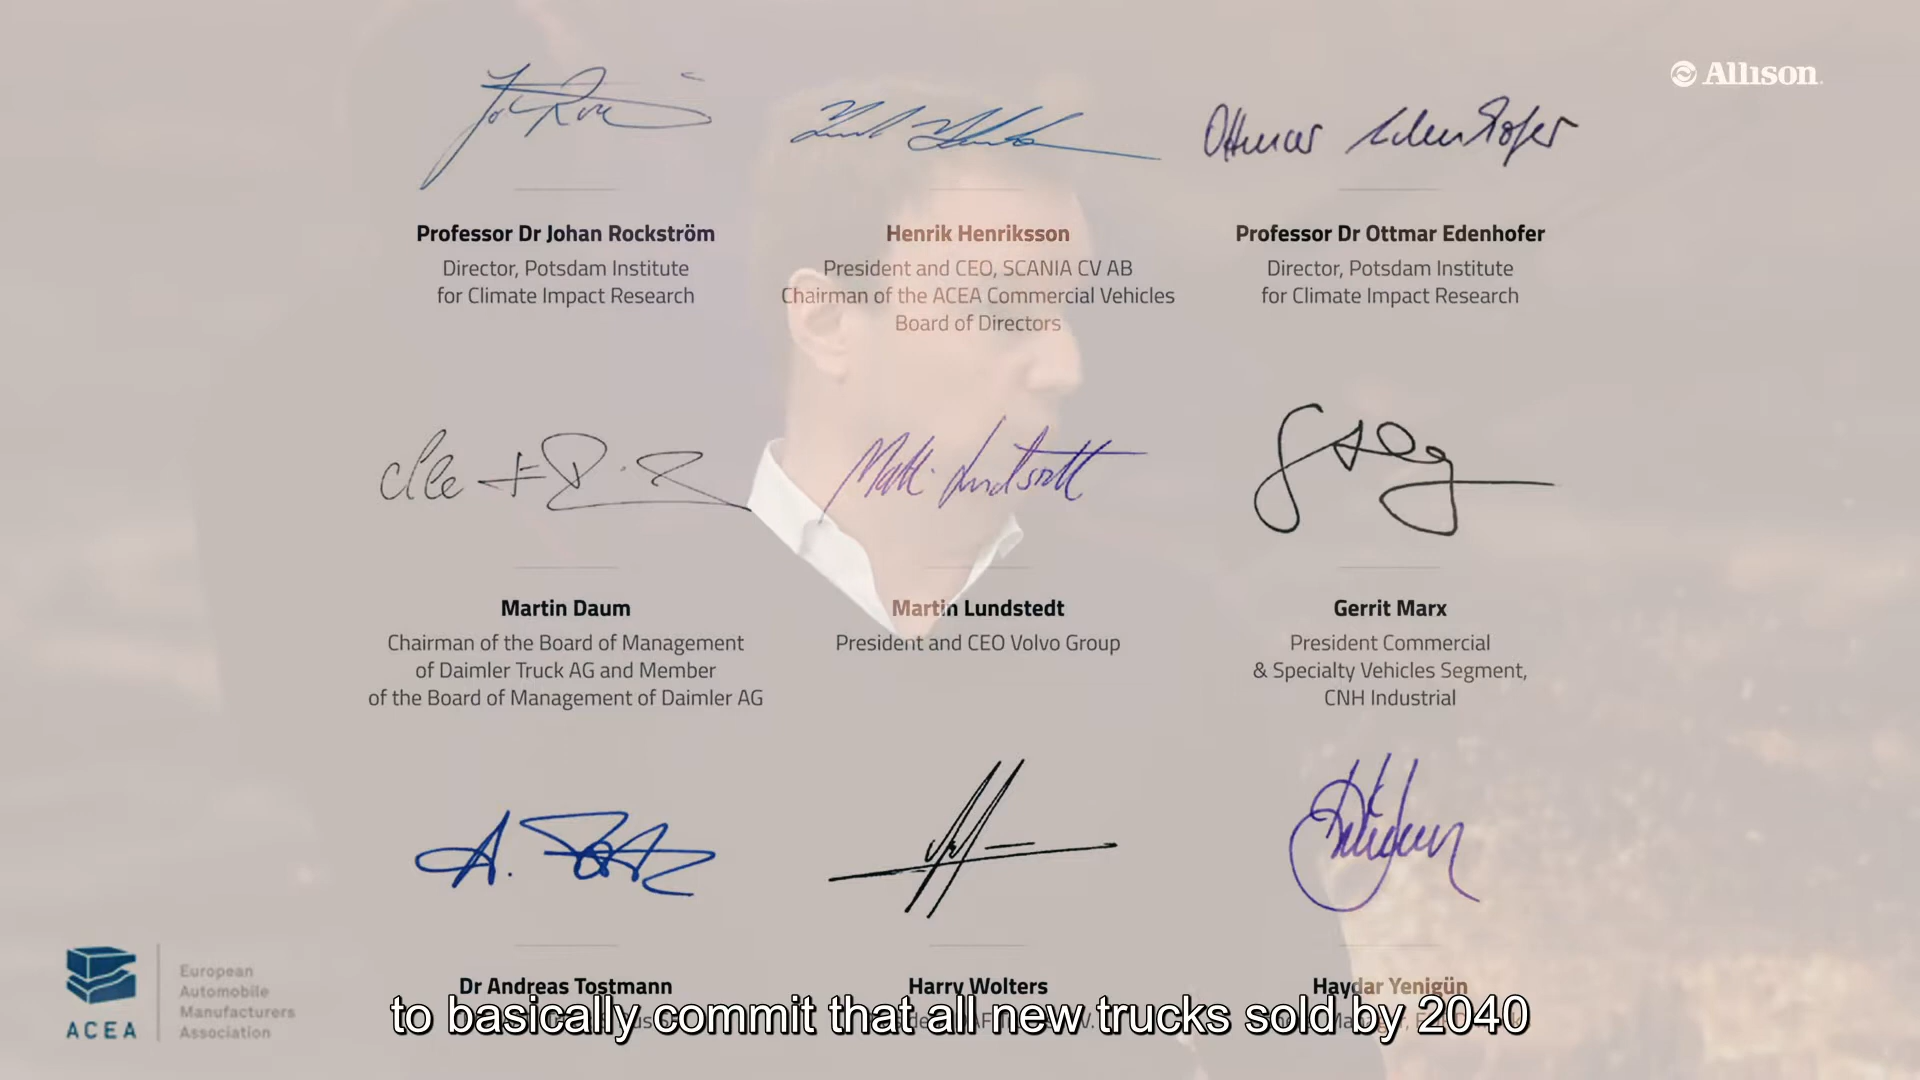 Allison
Professor Dr Johan Rockström
Director, Potsdam Institute
for Climate Impact Research
Henrik Henriksson
President and CEO, SCANIA CV AB
Chairman of the ACEA Commercial Vehicles
Board of Directors
Ottmar Edenhofer
Professor Dr Ottmar Edenhofer
Director, Potsdam Institute
for Climate Impact Research
Martin Daum
Chairman of the Board of Management
of Daimler Truck AG and Member
of the Board of Management of Daimler AG
Martin Lundstedt
President and CEO Volvo Group
Gerrit Marx
President Commercial
& Specialty Vehicles Segment,
CNH Industrial
Dr Andreas Tostmann
Harry Wolters
Haydar Yenigün
ACEA
European
Automobile
Manufacturers
Association
to basically commit that all new trucks sold by 2040